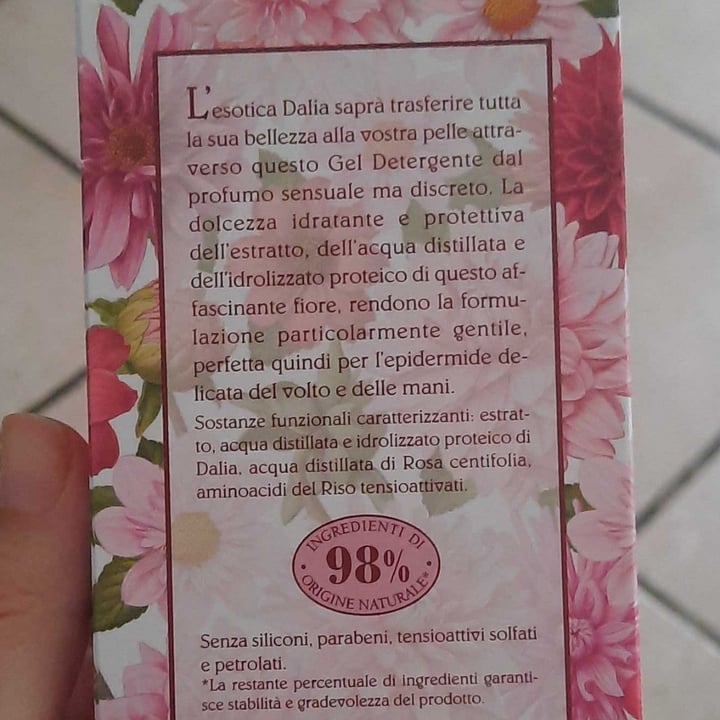 L'esotica Dalia saprà trasferire tutta
la sua bellezza alla vostra pelle attra-
verso questo Gel Detergente dal
profumo sensuale ma discreto. La
dolcezza idratante e protettiva
dell'estratto, dell'acqua distillata e
dell'idrolizzato proteico di questo af-
fascinante fiore, rendono la formu-
lazione particolarmente gentile,
perfetta quindi per l'epidermide de-
licata del volto e delle mani.
Sostanze funzionali caratterizzanti: estrat-
to, acqua distillata e idrolizzato proteico di
Dalia, acqua distillata di Rosa centifolia,
aminoacidi del Riso tensioattivati.
INGREDIENTI DI
98%
ORIGINE NATURALE*
Senza siliconi, parabeni, tensioattivi solfati
e petrolati.
*La restante percentuale di ingredienti garanti-
sce stabilità e gradevolezza del prodotto.